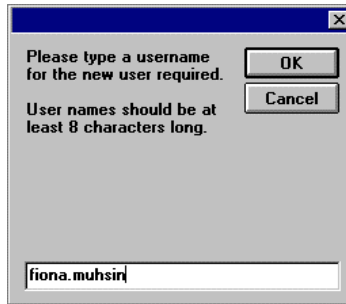 Please type a username
for the new user required.
User names should be at
least 8 characters long.
OK
Cancel
fiona.muhsin